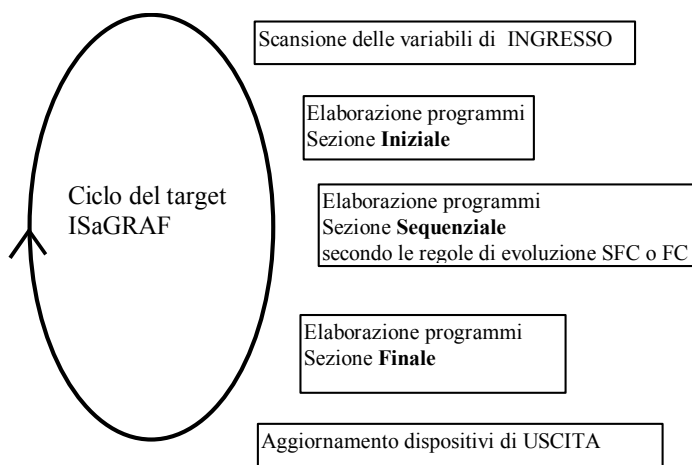 Scansione delle variabili di INGRESSO
Elaborazione programmi
Sezione Iniziale
Ciclo del target
ISaGRAF
Elaborazione programmi
Sezione Sequenziale
secondo le regole di evoluzione SFC o FC
Elaborazione programmi
Sezione Finale
Aggiornamento dispositivi di USCITA